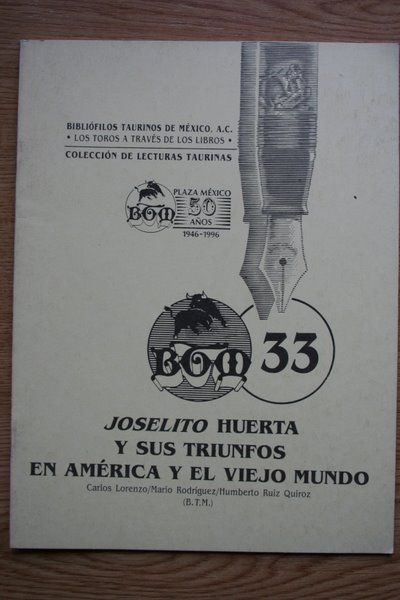 BIBLIÓFILOS TAURINOS DE MÉXICO, A.C.
• LOS TOROS A TRAVÉS DE LOS LIBROS •
COLECCIÓN DE LECTURAS TAURINAS
BTM
PLAZA MÉXICO
50
AÑOS
1946-1996
BTM
33
JOSELITO HUERTA
Y SUS TRIUNFOS
EN AMÉRICA Y EL VIEJO MUNDO
Carlos Lorenzo/Mario Rodríguez/Humberto Ruiz Quiroz
(B.T.M.)